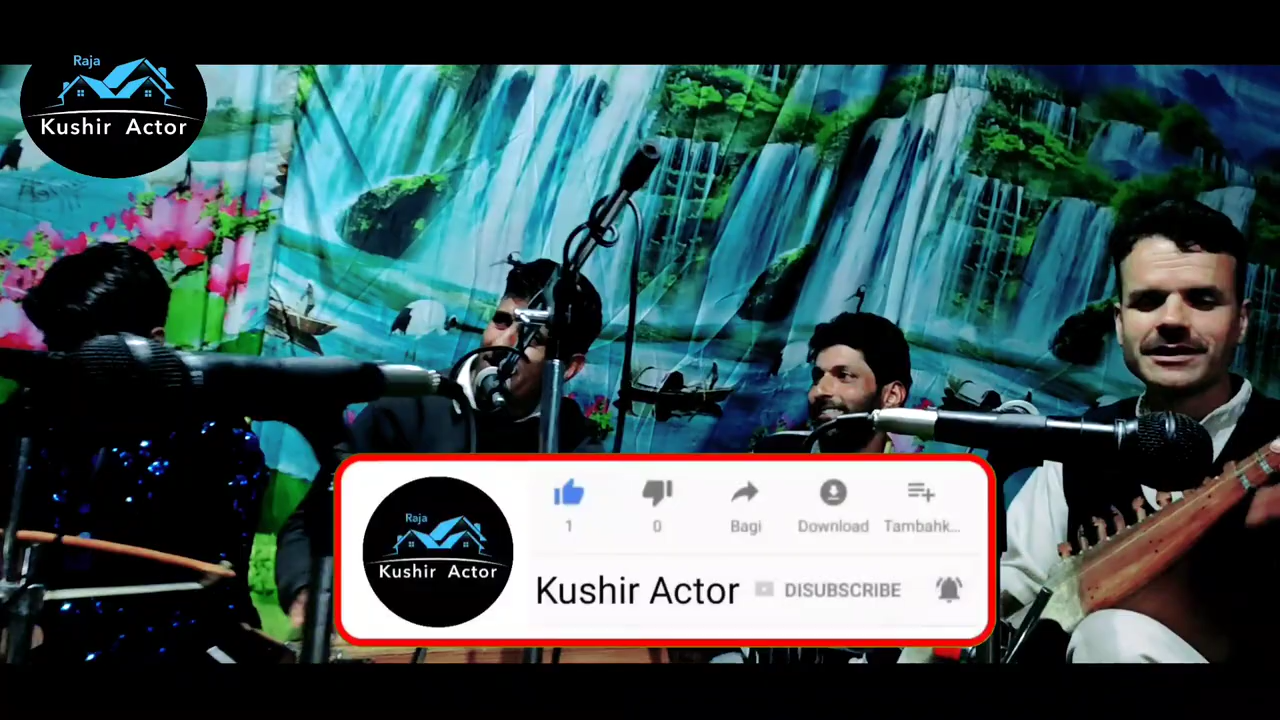 Raja
Kushir Actor
1 0 Bagi Download Tambahk...
Raja
Kushir Actor
Kushir Actor DISUBSCRIBE